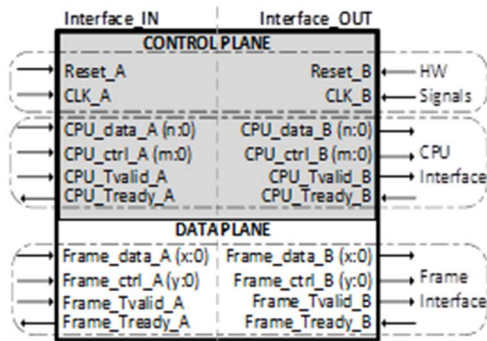 Interface_IN Interface_OUT
CONTROL PLANE
Reset_A Reset_B HW
CLK_A CLK_B Signals
CPU_data_A (n:0) CPU_data_B (n:0)
CPU_ctrl_A (m:0) CPU_ctrl_B (m:0) CPU
CPU_Tvalid_A CPU_Tvalid_B Interface
CPU_Tready_A CPU_Tready_B
DATA PLANE
Frame_data_A (x:0) Frame_data_B (x:0)
Frame_ctrl_A (y:0) Frame_ctrl_B (y:0) Frame
Frame_Tvalid_A Frame_Tvalid_B Interface
Frame_Tready_A Frame_Tready_B